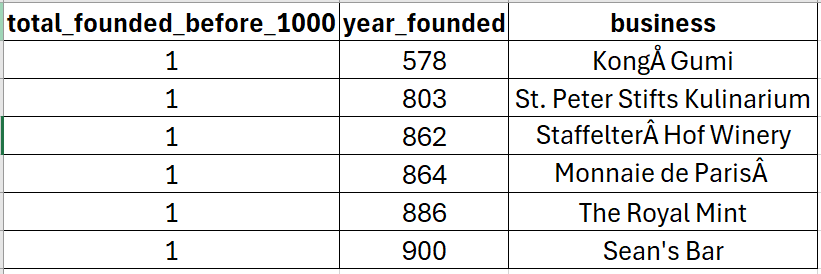 total_founded_before_1000 year_founded business
1 578 KongÅ Gumi
1 803 St. Peter Stifts Kulinarium
1 862 StaffelterÂ Hof Winery
1 864 Monnaie de ParisÂ
1 886 The Royal Mint
1 900 Sean's Bar